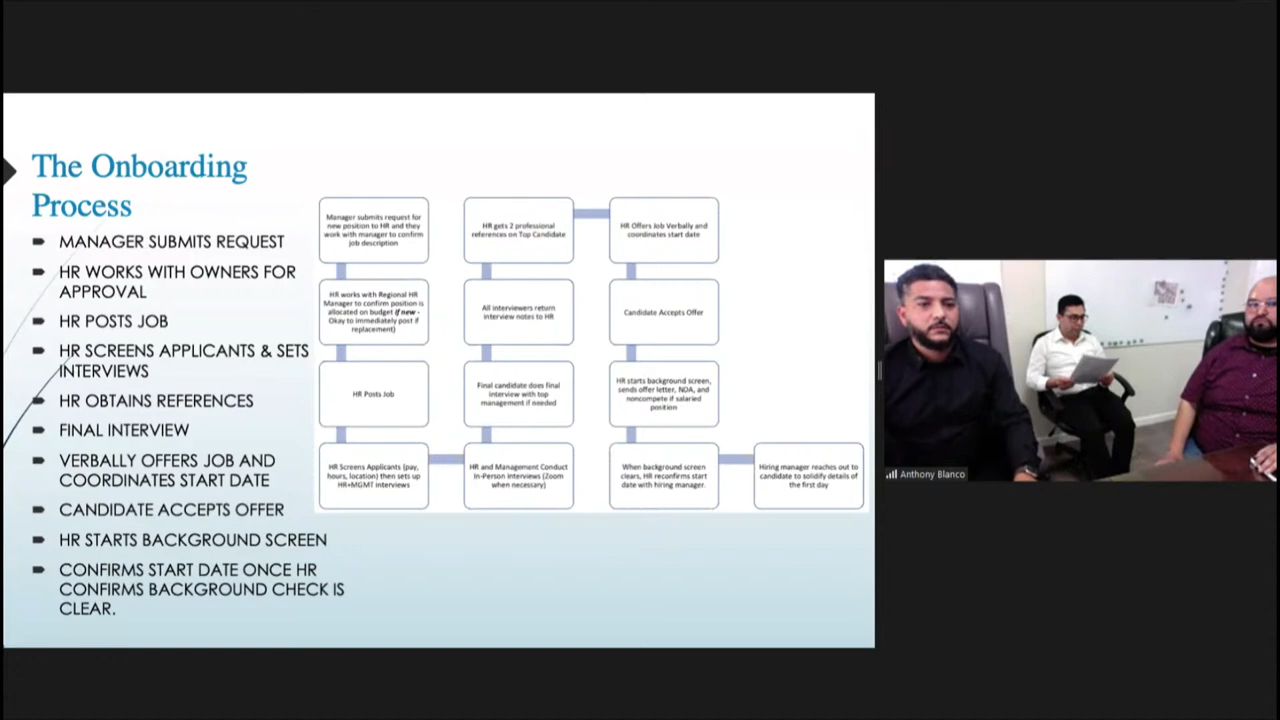 The Onboarding
Process
MANAGER SUBMITS REQUEST
HR WORKS WITH OWNERS FOR
APPROVAL
HR POSTS JOB
HR SCREENS APPLICANTS & SETS
INTERVIEWS
HR OBTAINS REFERENCES
FINAL INTERVIEW
VERBALLY OFFERS JOB AND
COORDINATES START DATE
CANDIDATE ACCEPTS OFFER
HR STARTS BACKGROUND SCREEN
CONFIRMS START DATE ONCE HR
CONFIRMS BACKGROUND CHECK IS
CLEAR.
Manager submits request for
new position to HR and they
work with manager to confirm
job description
HR works with Regional HR
Manager to confirm position is
allocated on budget if new -
Okay to immediately post if
replacement)
HR Posts Job
HR Screens Applicants (pay,
hours, location) then sets up
HR+MGMT interviews
HR and Management Conduct
In-Person Interviews (Zoom
when necessary)
Final candidate does final
interview with top
management if needed
All interviewers return
interview notes to HR
HR gets 2 professional
references on Top Candidate
HR Offers Job Verbally and
coordinates start date
Candidate Accepts Offer
HR starts background screen,
sends offer letter, NDA, and
noncompete if salaried
position
When background screen
clears, HR reconfirms start
date with hiring manager.
Hiring manager reaches out to
candidate to solidify details of
the first day
Anthony Blanco